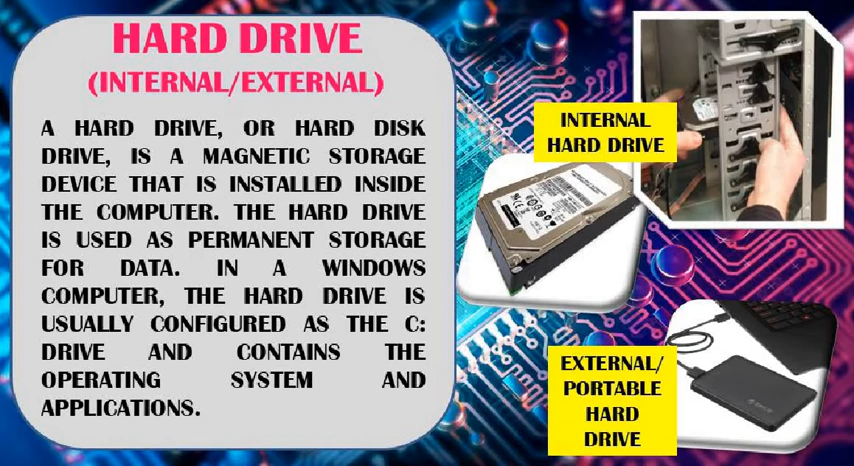 HARD DRIVE
(INTERNAL/EXTERNAL)
A HARD DRIVE, OR HARD DISK
DRIVE, IS A MAGNETIC STORAGE
DEVICE THAT IS INSTALLED INSIDE
THE COMPUTER. THE HARD DRIVE
IS USED AS PERMANENT STORAGE
FOR DATA. IN A WINDOWS
COMPUTER, THE HARD DRIVE IS
USUALLY CONFIGURED AS THE C:
DRIVE AND CONTAINS THE
OPERATING SYSTEM AND
APPLICATIONS.
INTERNAL
HARD DRIVE
EXTERNAL/
PORTABLE
HARD
DRIVE